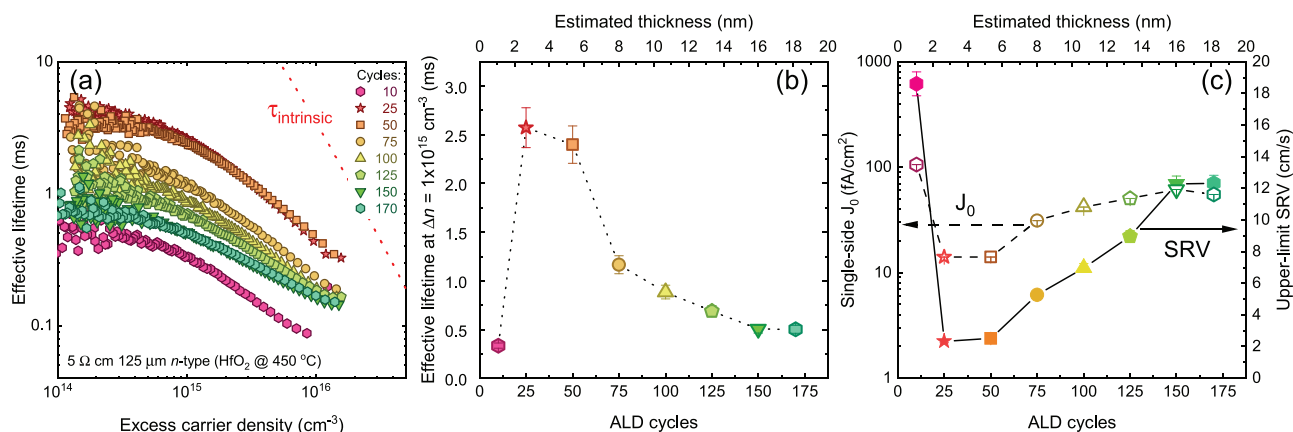 (a)
Effective lifetime (ms)
10
1
0.1
τintrinsic
Cycles:
10
25
50
75
100
125
150
170
5 Ω cm 125 μm n-type (HfO2 @ 450 °C)
10^14
10^15
10^16
Excess carrier density (cm-3)
Estimated thickness (nm)
0 2 4 6 8 10 12 14 16 18 20
(b)
Effective lifetime at Δn = 1x10^15 cm-3 (ms)
3.5
3.0
2.5
2.0
1.5
1.0
0.5
0.0
0 25 50 75 100 125 150 175
ALD cycles
Estimated thickness (nm)
0 2 4 6 8 10 12 14 16 18 20
(c)
Single-side J0 (fA/cm2)
1000
100
10
1
J0
SRV
20
18
16
14
12
10
8
6
4
2
0
Upper-limit SRV (cm/s)
0 25 50 75 100 125 150 175
ALD cycles